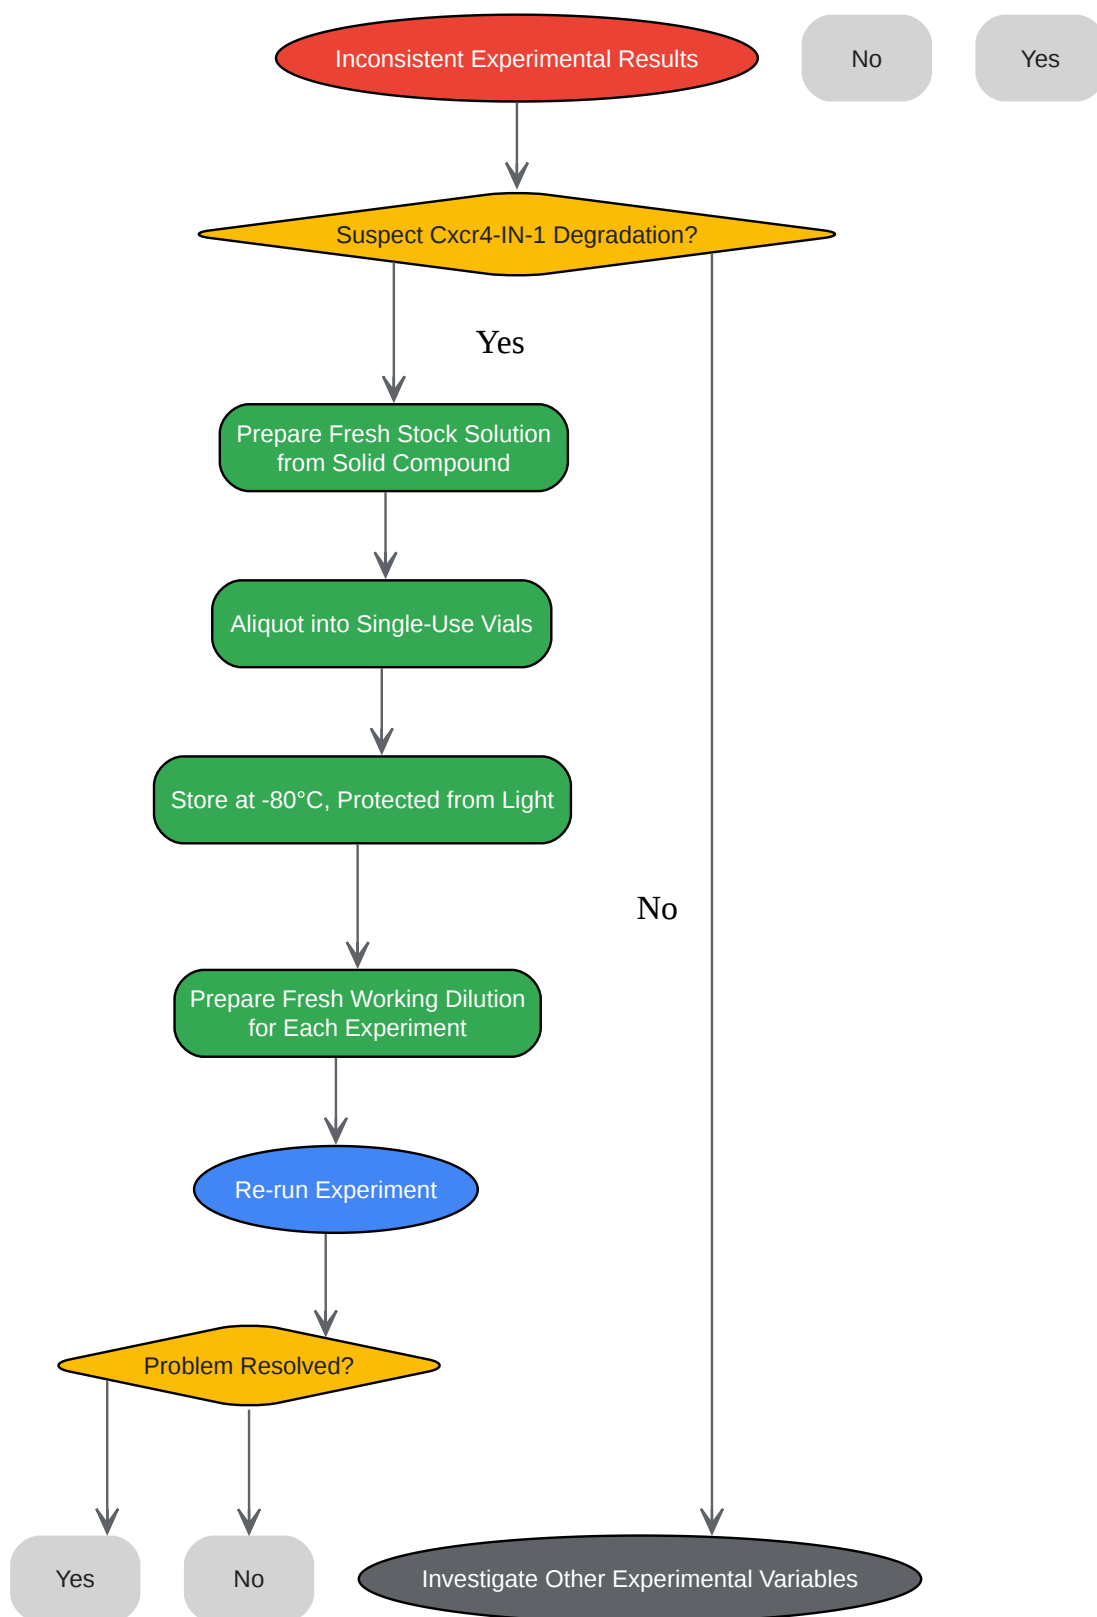 Inconsistent Experimental Results
No
Yes
Suspect Cxcr4-IN-1 Degradation?
Yes
Prepare Fresh Stock Solution
from Solid Compound
Aliquot into Single-Use Vials
Store at -80°C, Protected from Light
No
Prepare Fresh Working Dilution
for Each Experiment
Re-run Experiment
Problem Resolved?
Yes
No
Investigate Other Experimental Variables